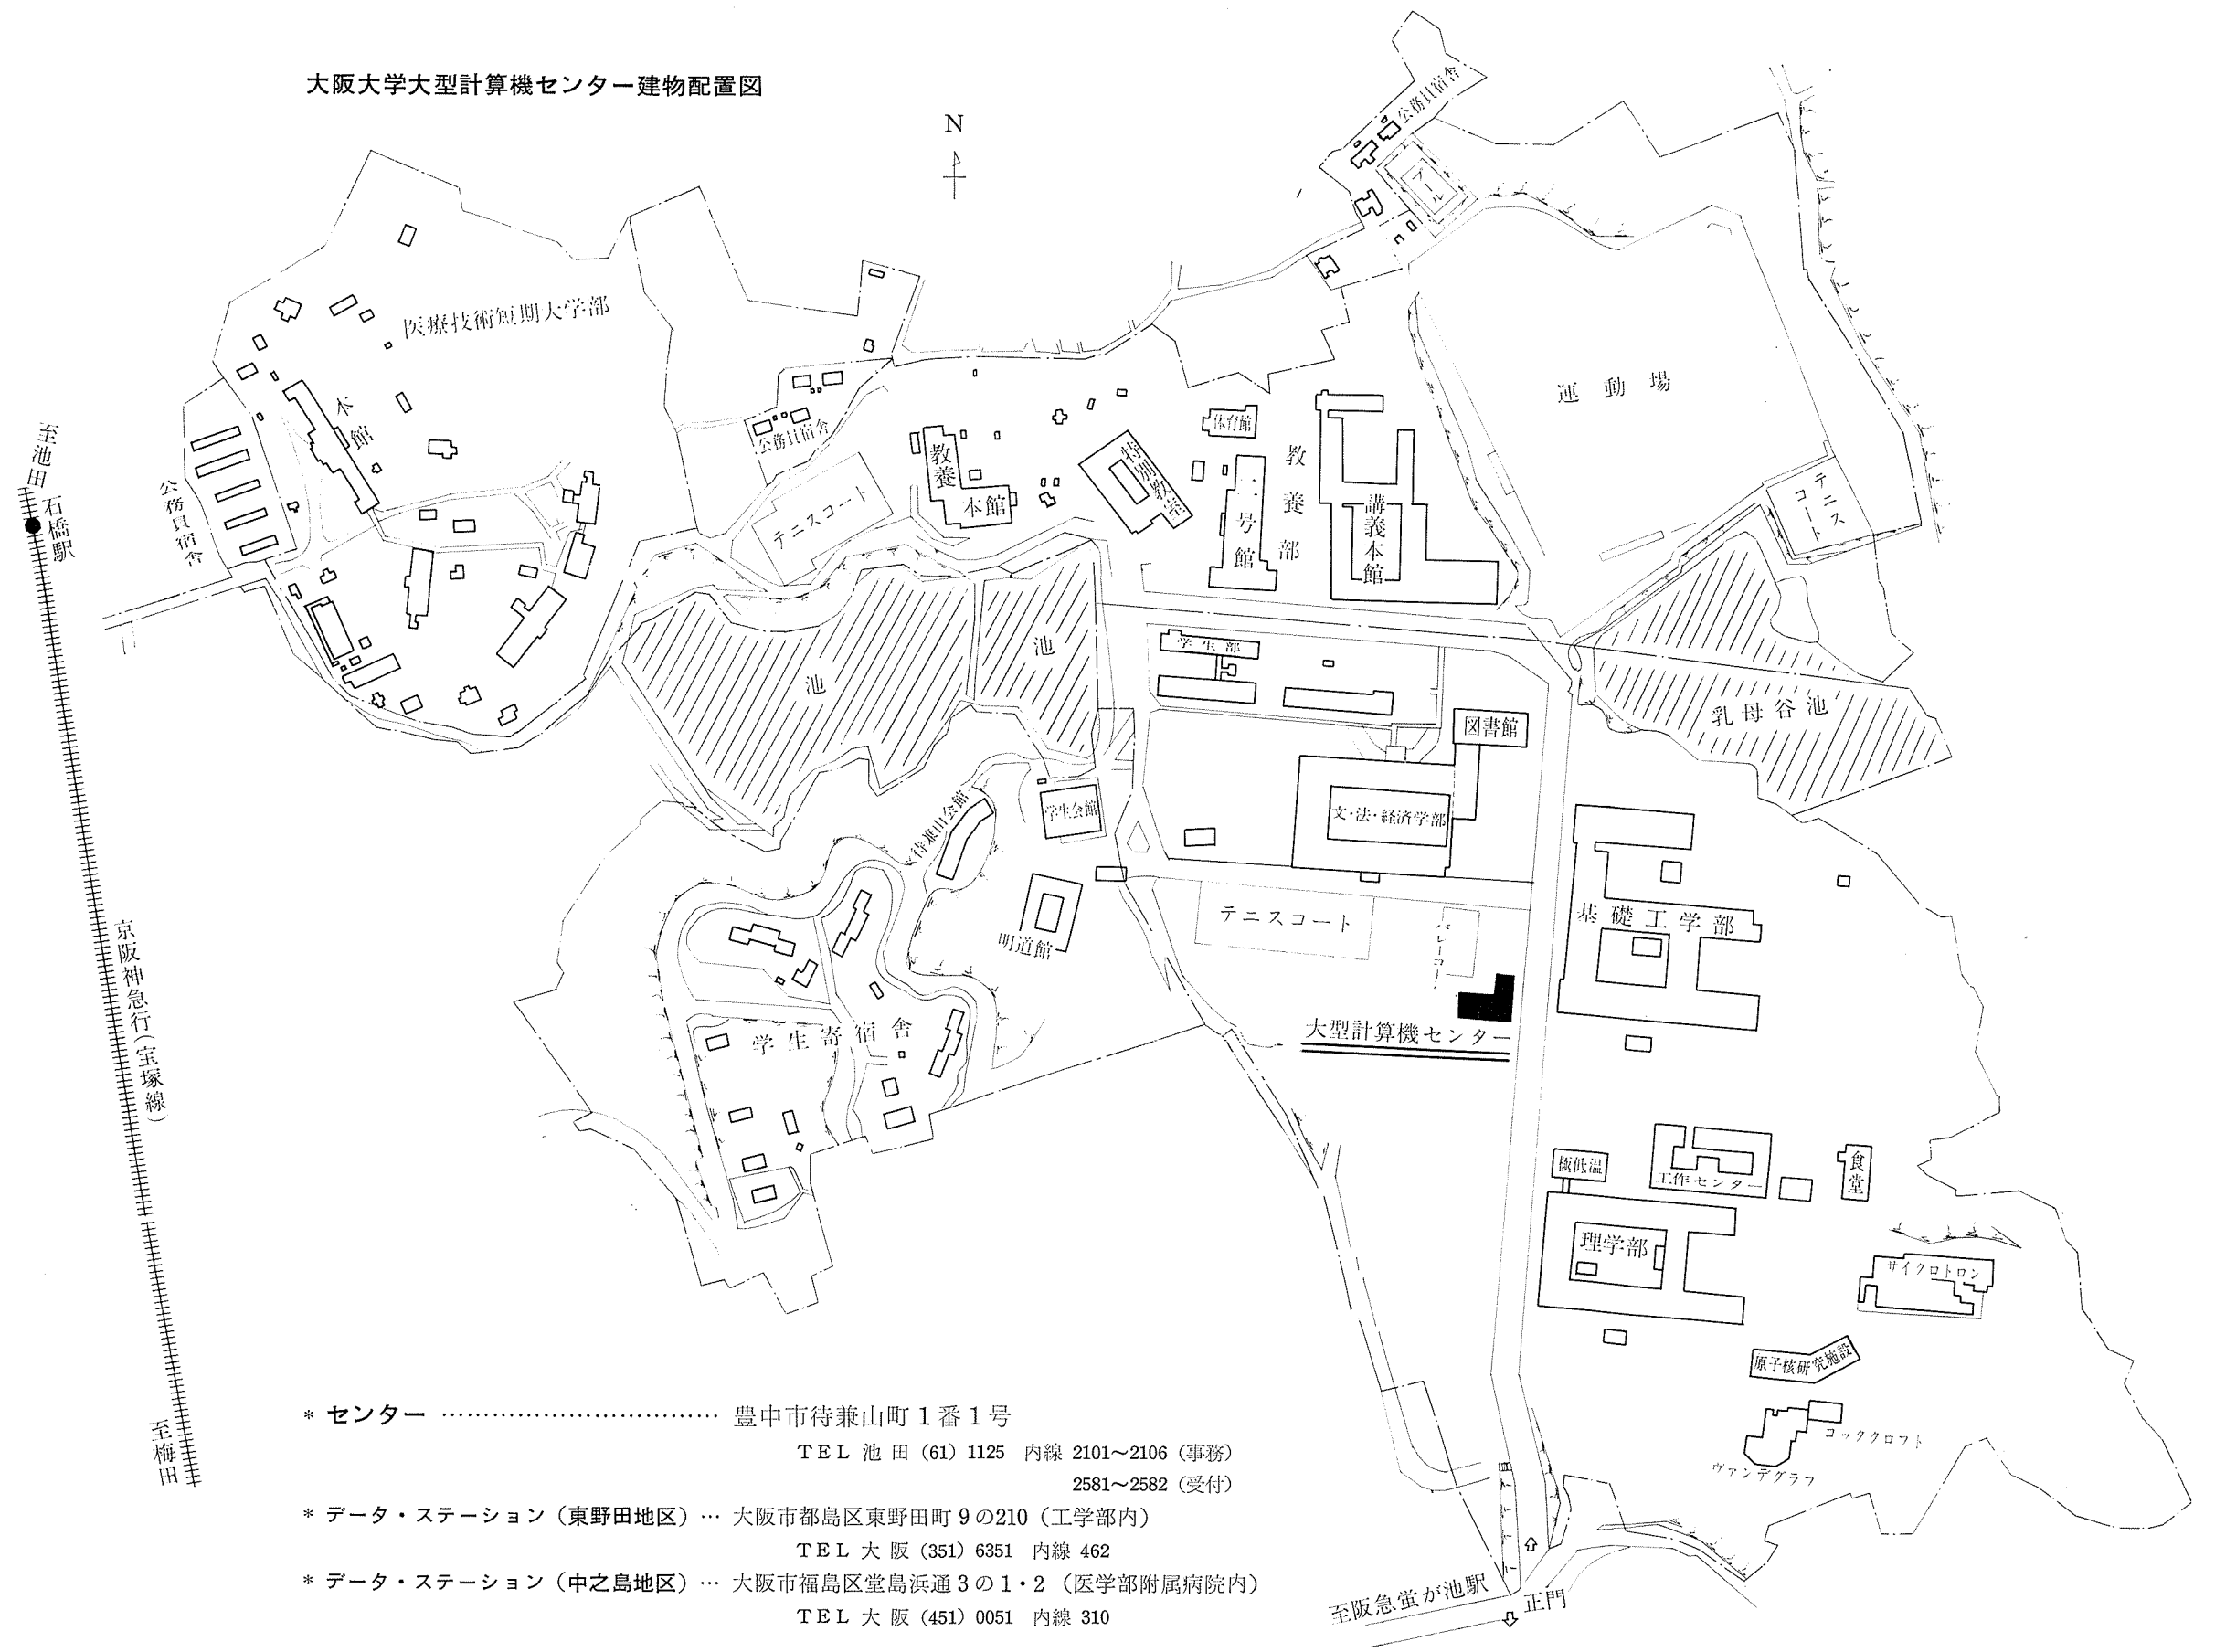 大阪大学大型計算機センター建物配置図
N
公務員宿舎
プール
医療技術短期大学部
本館
公務員宿舎
至池田
石橋駅
公務員宿舎
テニスコート
教養
本館
特別教室
体育館
教養部
号館
講義本館
運動場
テニス
コート
池
池
学生部
図書館
乳母谷池
文・法・経済学部
学生会館
待兼山会館
明道館
テニスコート
バレーコート
基礎工学部
大型計算機センター
学生寄宿舎
京阪神急行(宝塚線)
極低温
工作センター
食堂
理学部
サイクロトロン
原子核研究施設
コッククロフト
ヴァンデグラフ
至梅田
* センター ………………………… 豊中市待兼山町1番1号
TEL 池田 (61) 1125 内線 2101～2106 (事務)
2581～2582 (受付)
* データ・ステーション (東野田地区) … 大阪市都島区東野田町9の210 (工学部内)
TEL 大阪 (351) 6351 内線 462
* データ・ステーション (中之島地区) … 大阪市福島区堂島浜通3の1・2 (医学部附属病院内)
TEL 大阪 (451) 0051 内線 310
至阪急蛍が池駅
正門